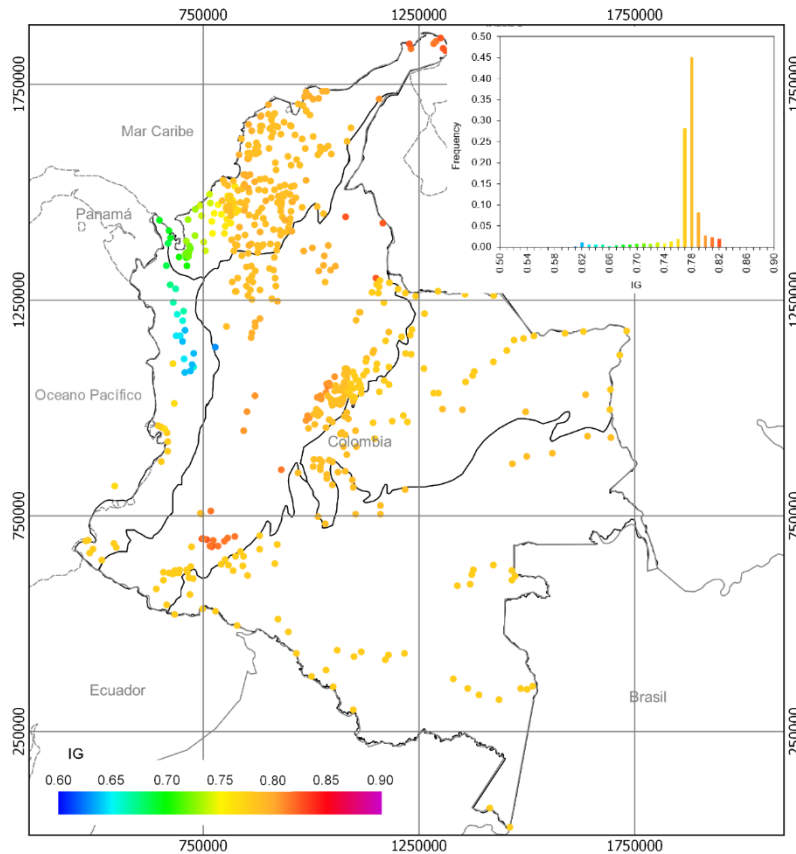 750000 1250000 1750000
1750000 1750000
1250000 1250000
750000 750000
250000 250000
Mar Caribe
Panamá
Oceano Pacífico
Colombia
Ecuador
Brasil
0.50
0.45
0.40
0.35
0.30
0.25
0.20
0.15
0.10
0.05
0.00
Frequency
0.50 0.54 0.58 0.62 0.66 0.70 0.74 0.78 0.82 0.86 0.90
IG
IG
0.60 0.65 0.70 0.75 0.80 0.85 0.90
750000 1250000 1750000